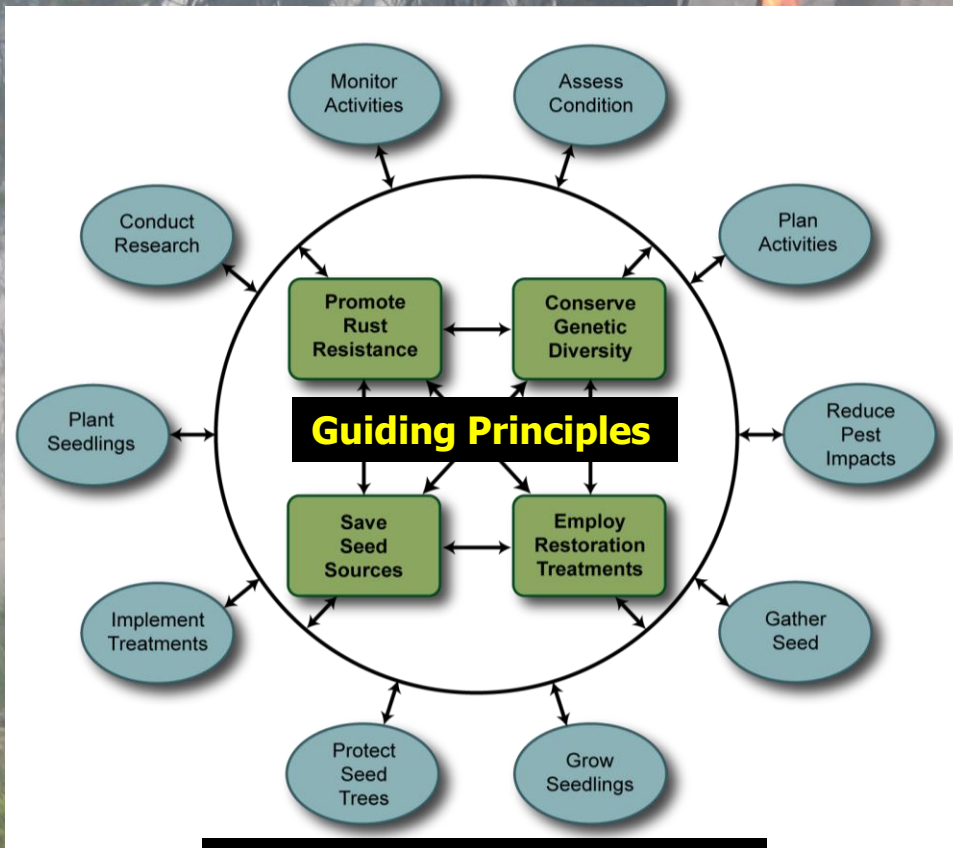 Monitor
Activities
Assess
Condition
Conduct
Research
Plan
Activities
Promote
Rust
Resistance
Conserve
Genetic
Diversity
Guiding Principles
Plant
Seedlings
Reduce
Pest
Impacts
Save
Seed
Sources
Employ
Restoration
Treatments
Implement
Treatments
Gather
Seed
Protect
Seed
Trees
Grow
Seedlings